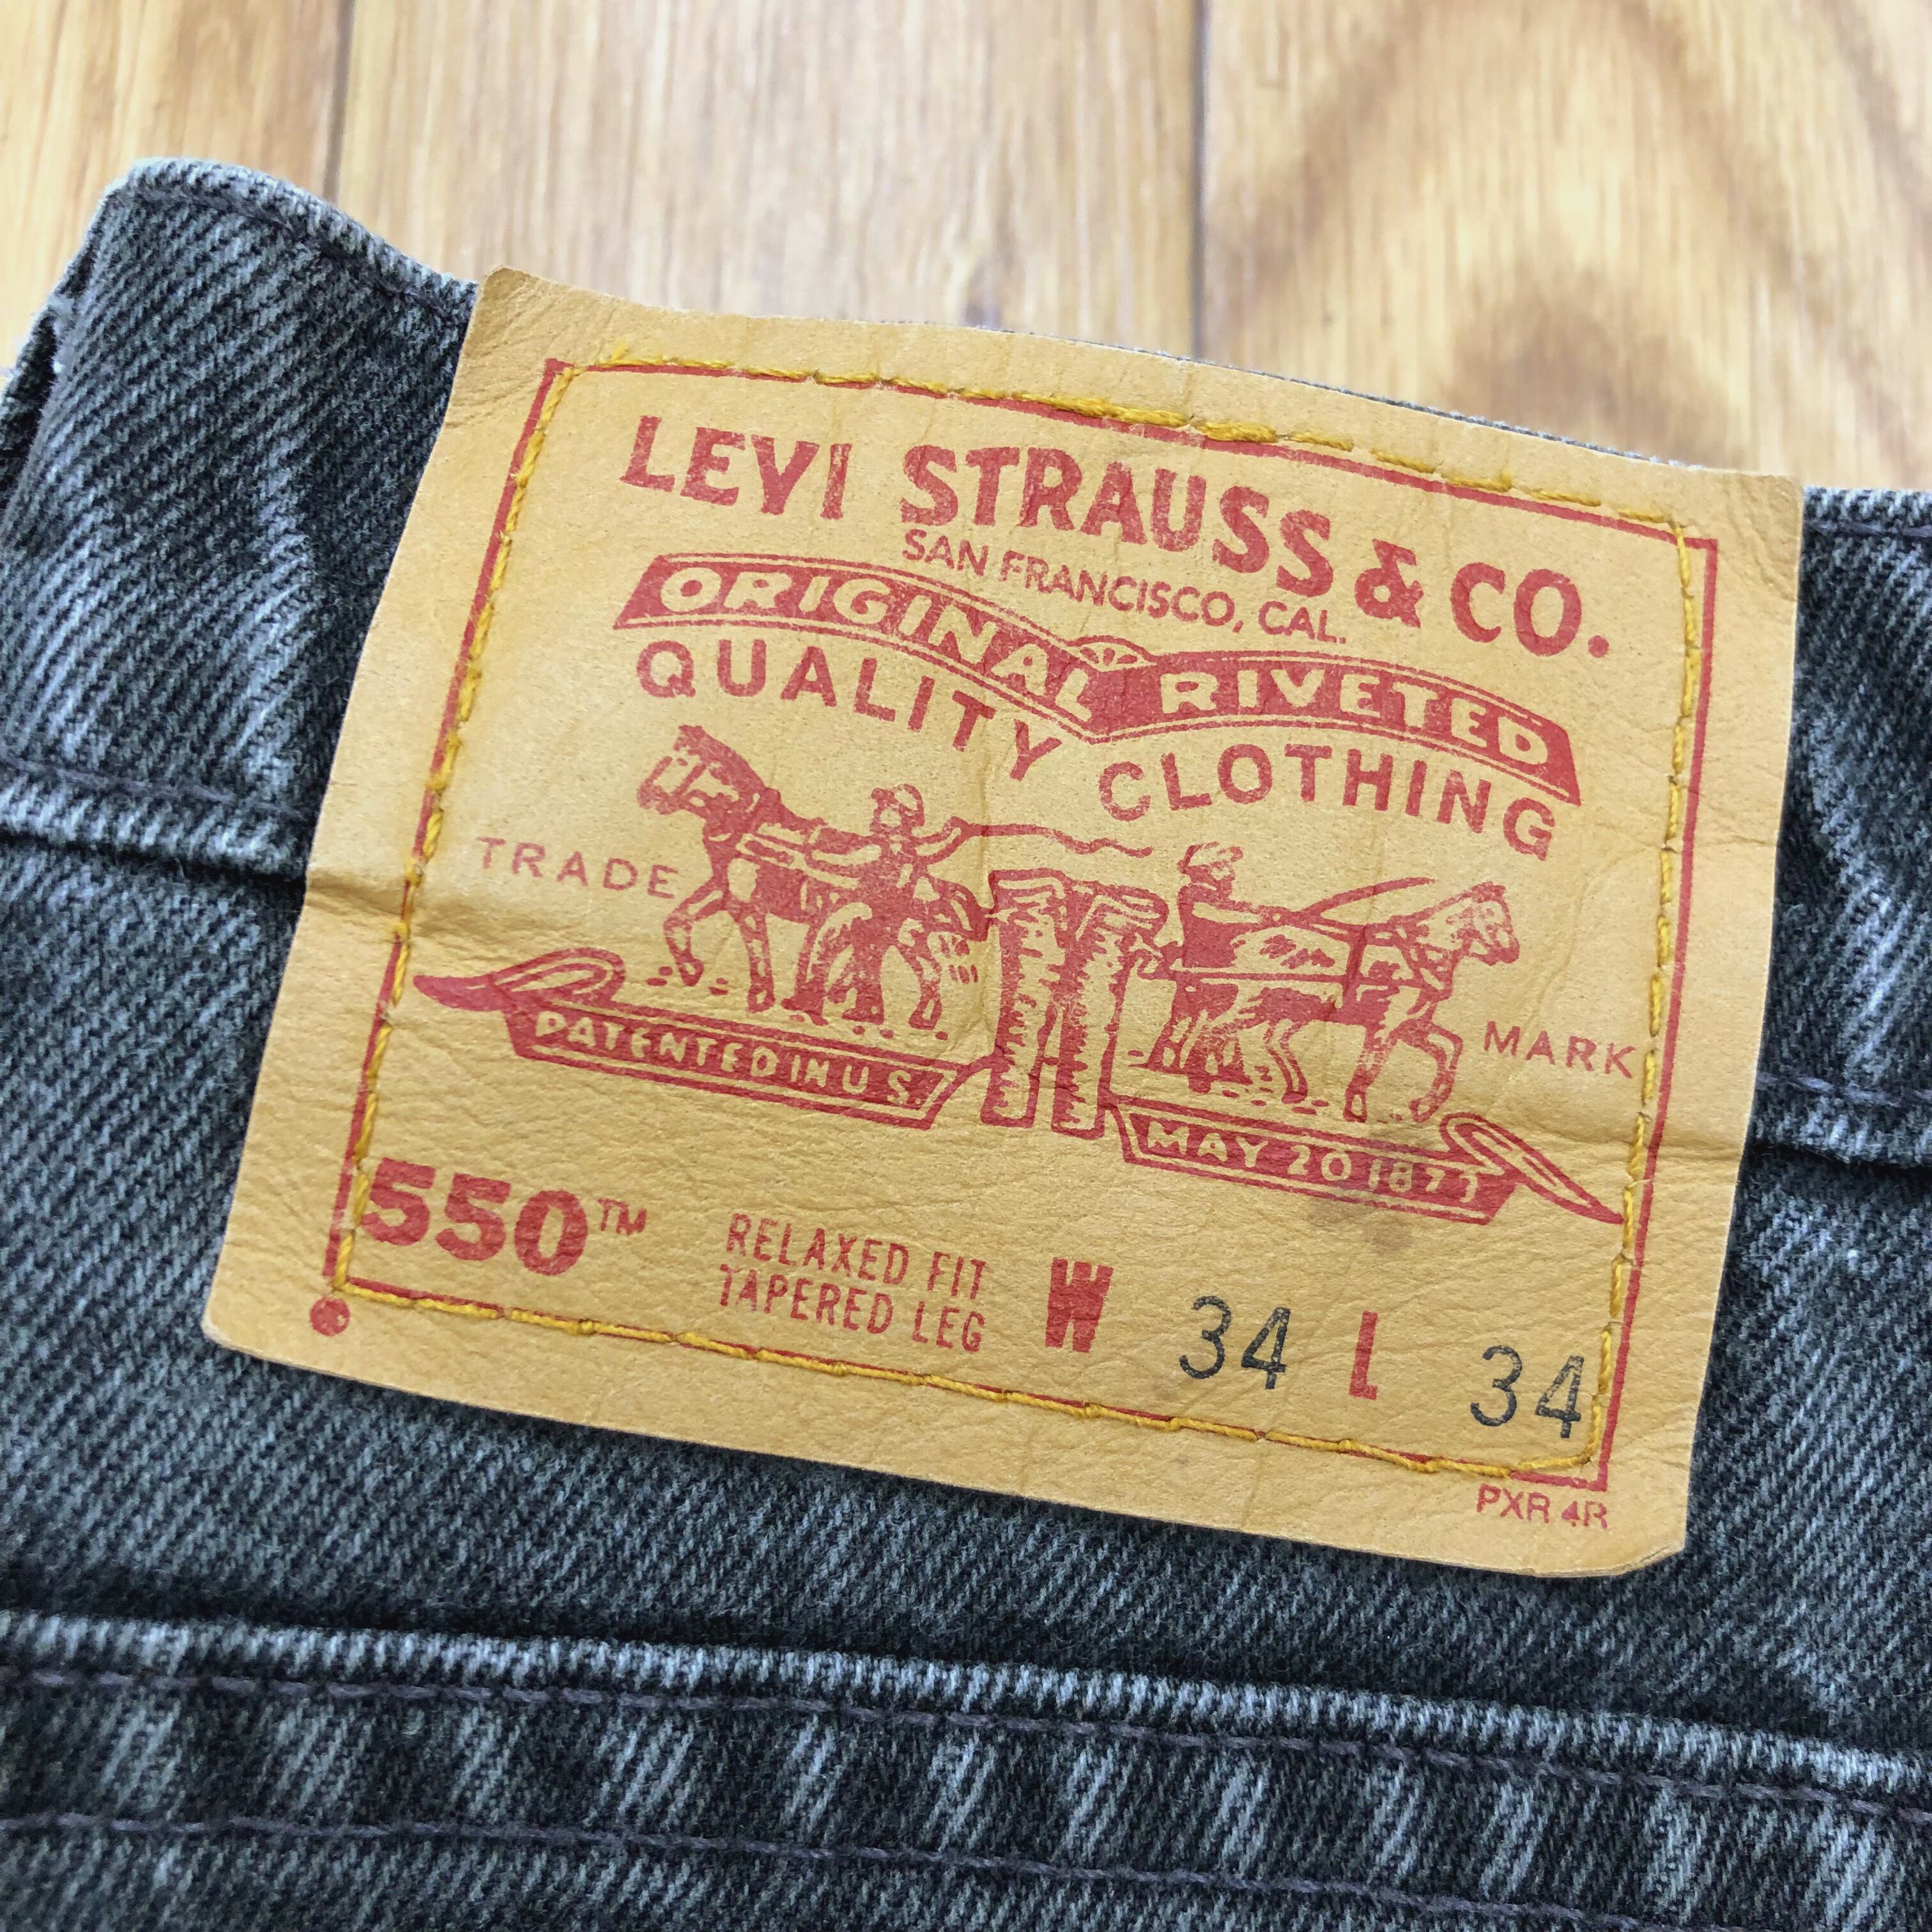 LEVI STRAUSS & CO.
SAN FRANCISCO, CAL.
ORIGINAL RIVETED
QUALITY CLOTHING
TRADE MARK
PATENTED IN U S MAY 20 1873
550™ RELAXED FIT
TAPERED LEG
W 34 L 34
PXR 4R